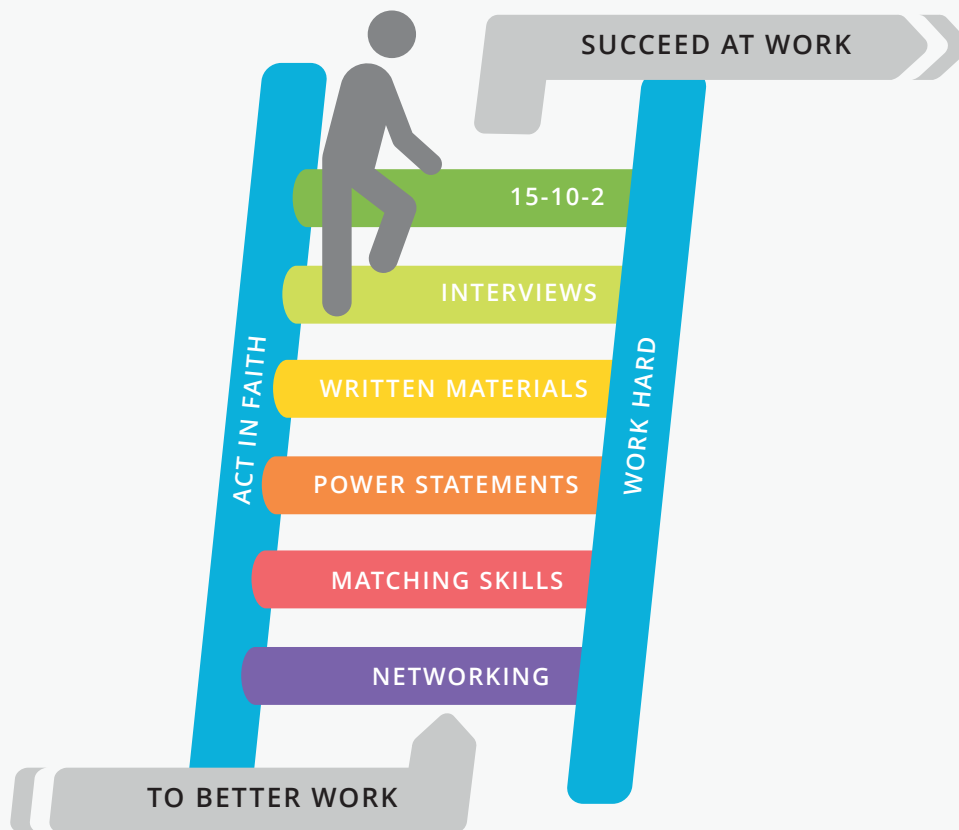 SUCCEED AT WORK
15-10-2
INTERVIEWS
WRITTEN MATERIALS
POWER STATEMENTS
MATCHING SKILLS
NETWORKING
ACT IN FAITH
WORK HARD
TO BETTER WORK